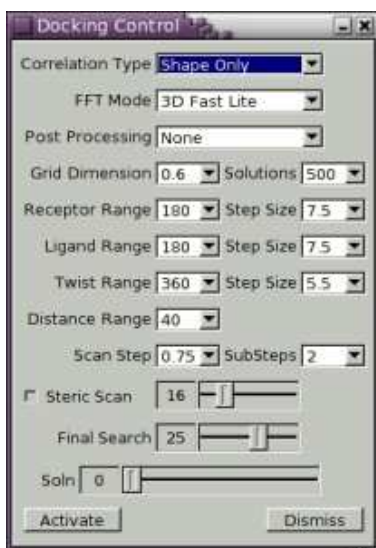 Docking Control
Correlation Type Shape Only
FFT Mode 3D Fast Lite
Post Processing None
Grid Dimension 0.6 Solutions 500
Receptor Range 180 Step Size 7.5
Ligand Range 180 Step Size 7.5
Twist Range 360 Step Size 5.5
Distance Range 40
Scan Step 0.75 SubSteps 2
Steric Scan 16
Final Search 25
Soln 0
Activate Dismiss